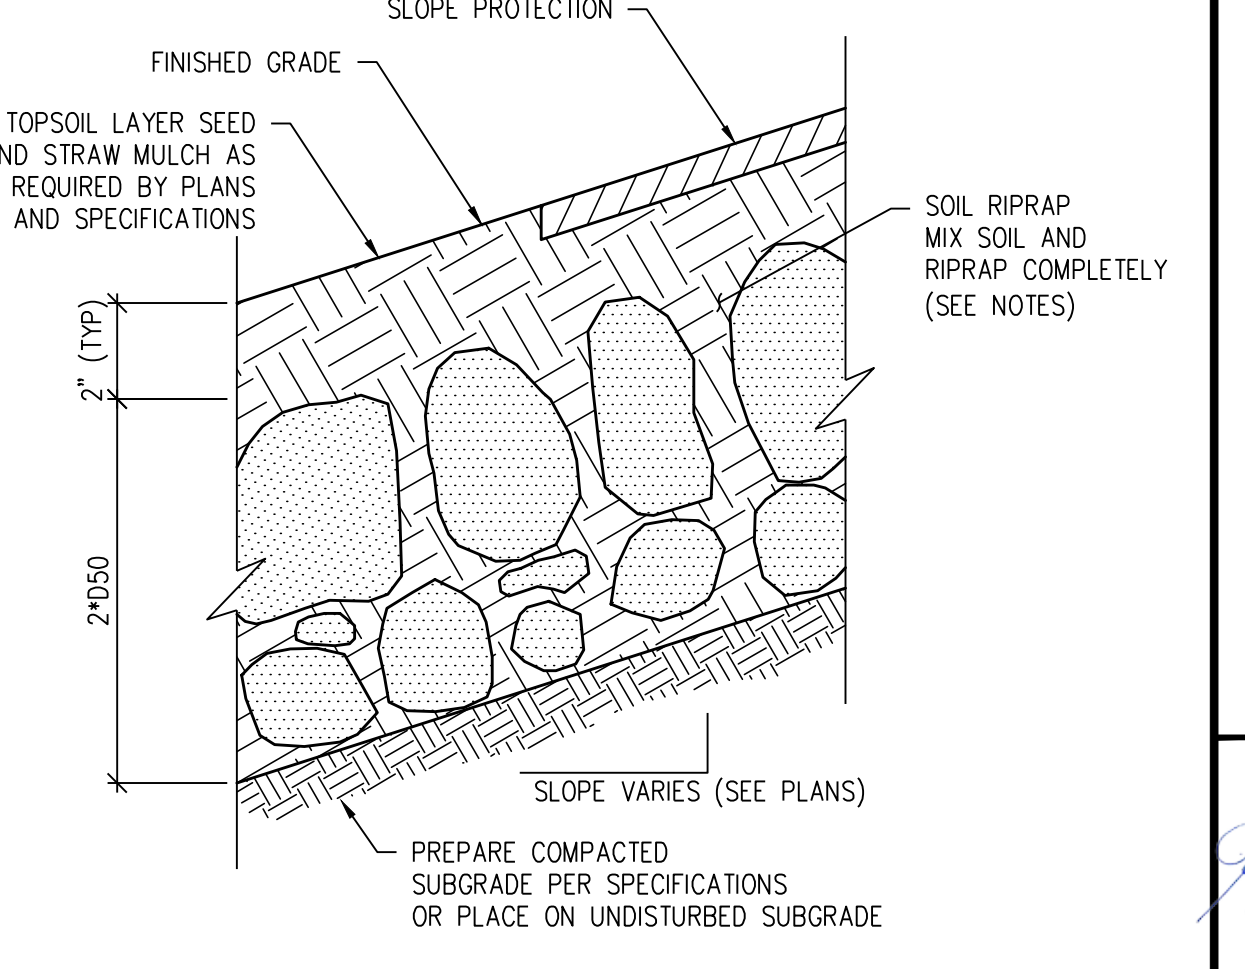 SLOPE PROTECTION
FINISHED GRADE
TOPSOIL LAYER SEED
STRAW MULCH AS
REQUIRED BY PLANS
AND SPECIFICATIONS
SOIL RIPRAP
MIX SOIL AND
RIPRAP COMPLETELY
(SEE NOTES)
2" (TYP)
2*D50
SLOPE VARIES (SEE PLANS)
PREPARE COMPACTED
SUBGRADE PER SPECIFICATIONS
OR PLACE ON UNDISTURBED SUBGRADE